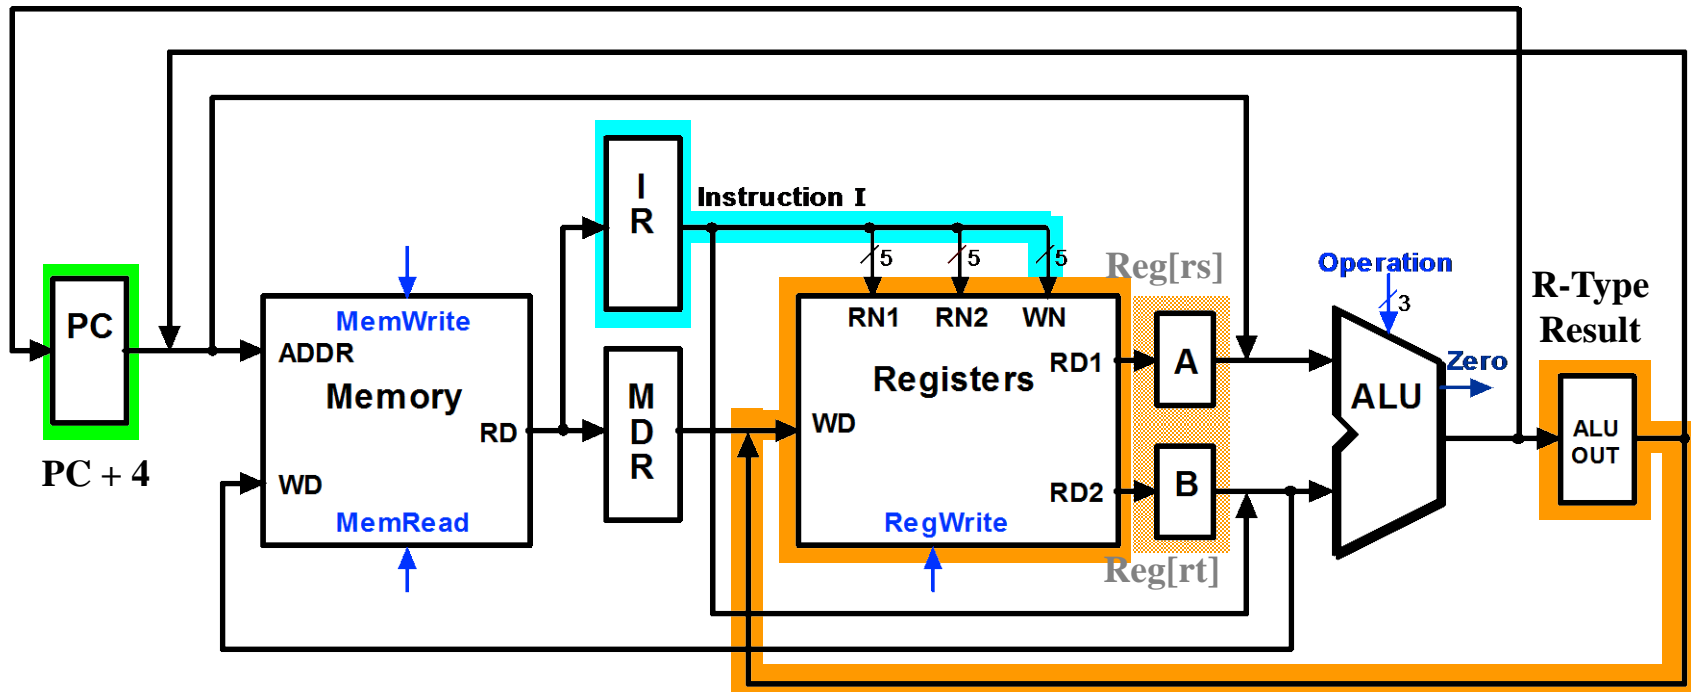 PC
PC + 4
MemWrite
ADDR
Memory
RD
WD
MemRead
I
R
Instruction I
M
D
R
5
5
5
RN1
RN2
WN
RD1
Registers
WD
RD2
RegWrite
Reg[rs]
A
B
Reg[rt]
Operation
3
ALU
Zero
R-Type
Result
ALU
OUT